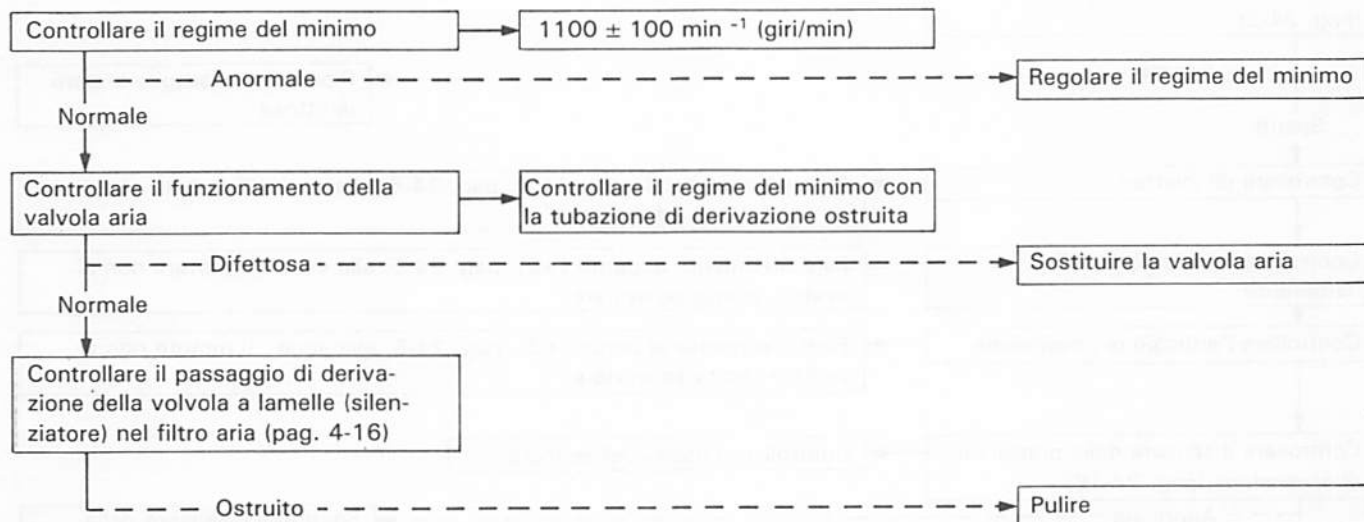 Controllare il regime del minimo
1100 ± 100 min ⁻¹ (giri/min)
Anormale
Regolare il regime del minimo
Normale
Controllare il funzionamento della
valvola aria
Controllare il regime del minimo con
la tubazione di derivazione ostruita
Difettosa
Sostituire la valvola aria
Normale
Controllare il passaggio di deriva-
zione della volvola a lamelle (silen-
ziatore) nel filtro aria (pag. 4-16)
Ostruito
Pulire